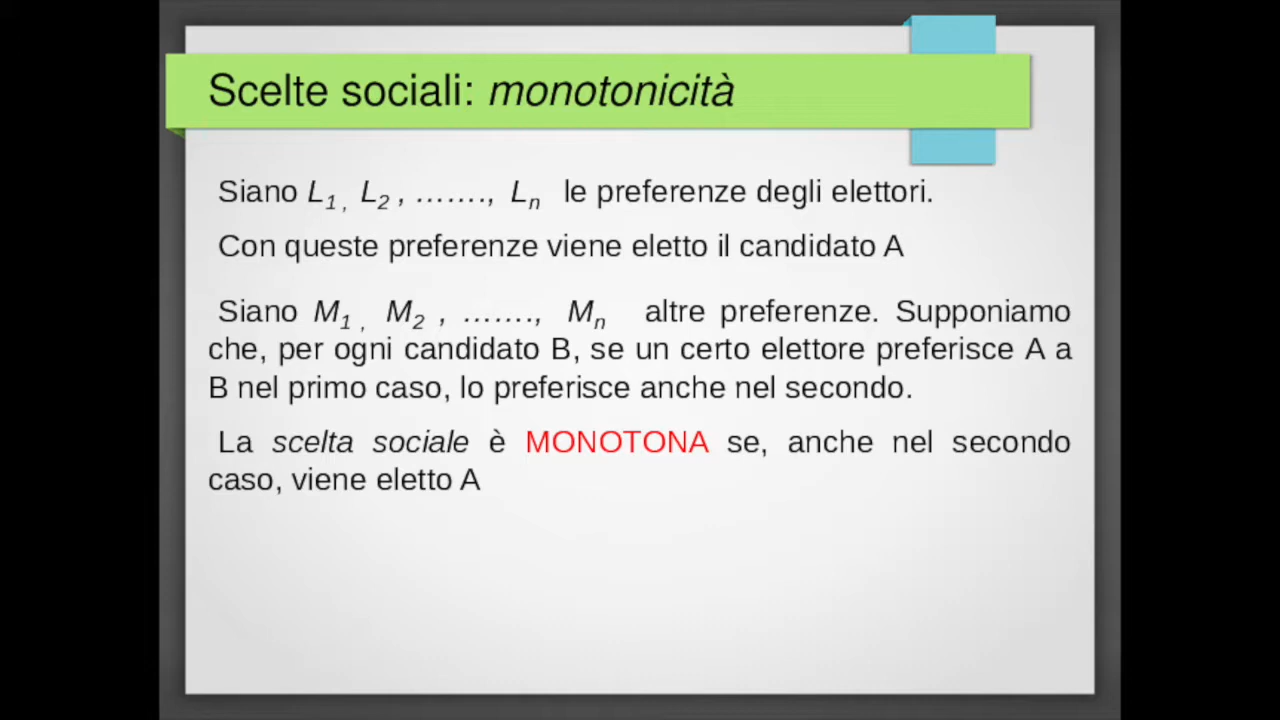 Scelte sociali: monotonicità
Siano L1 , L2 , ……., Ln le preferenze degli elettori.
Con queste preferenze viene eletto il candidato A
Siano M1 , M2 , ……., Mn altre preferenze. Supponiamo
che, per ogni candidato B, se un certo elettore preferisce A a
B nel primo caso, lo preferisce anche nel secondo.
La scelta sociale è MONOTONA se, anche nel secondo
caso, viene eletto A